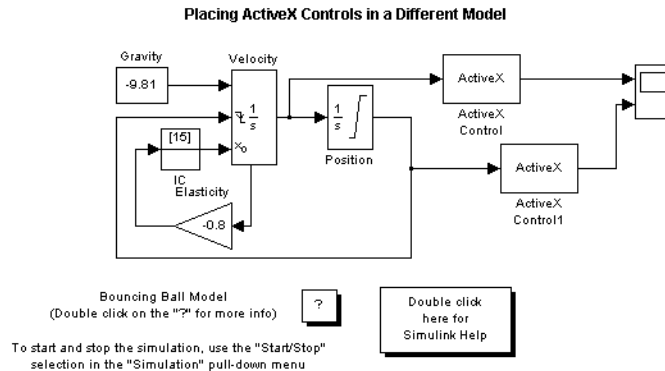 Placing ActiveX Controls in a Different Model
Gravity
Velocity
-9.81
1
s
x₀
[15]
IC
Elasticity
-0.8
1
s
Position
ActiveX
ActiveX
Control
ActiveX
ActiveX
Control1
Bouncing Ball Model
(Double click on the "?" for more info)
?
Double click
here for
Simulink Help
To start and stop the simulation, use the "Start/Stop"
selection in the "Simulation" pull-down menu